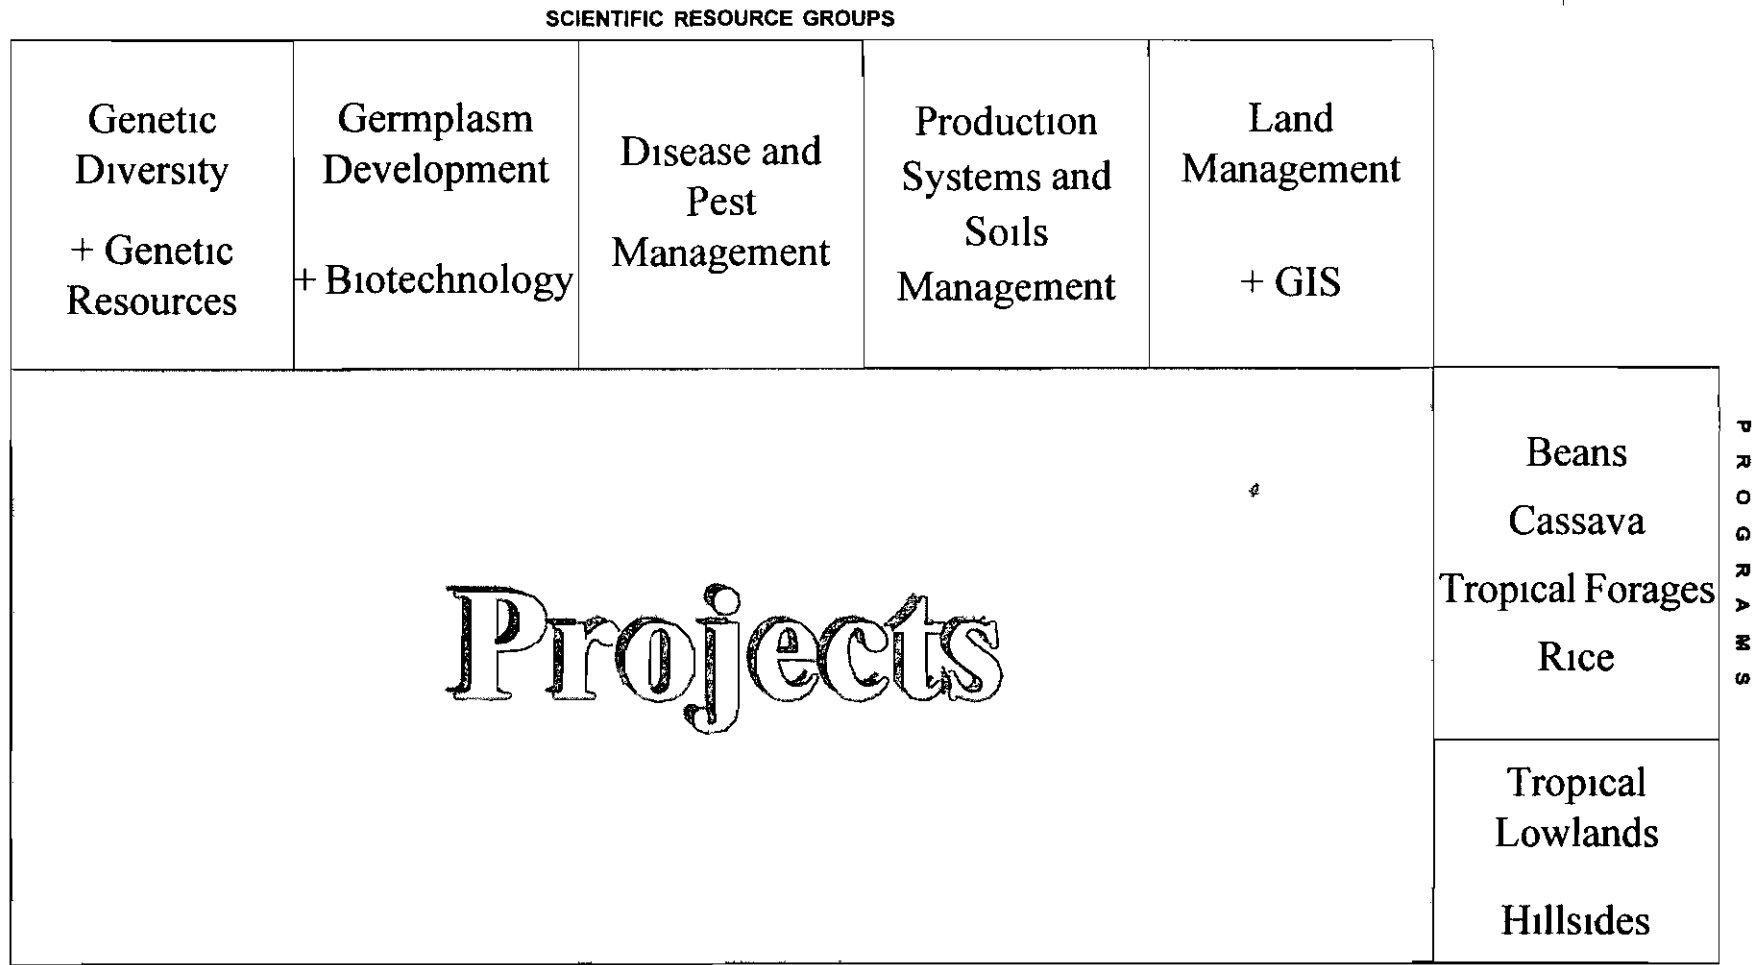 SCIENTIFIC RESOURCE GROUPS
Genetic
Diversity
+ Genetic
Resources
Germplasm
Development
+ Biotechnology
Disease and
Pest
Management
Production
Systems and
Soils
Management
Land
Management
+ GIS
Projects
Beans
Cassava
Tropical Forages
Rice
Tropical
Lowlands
Hillsides
PROGRAMS